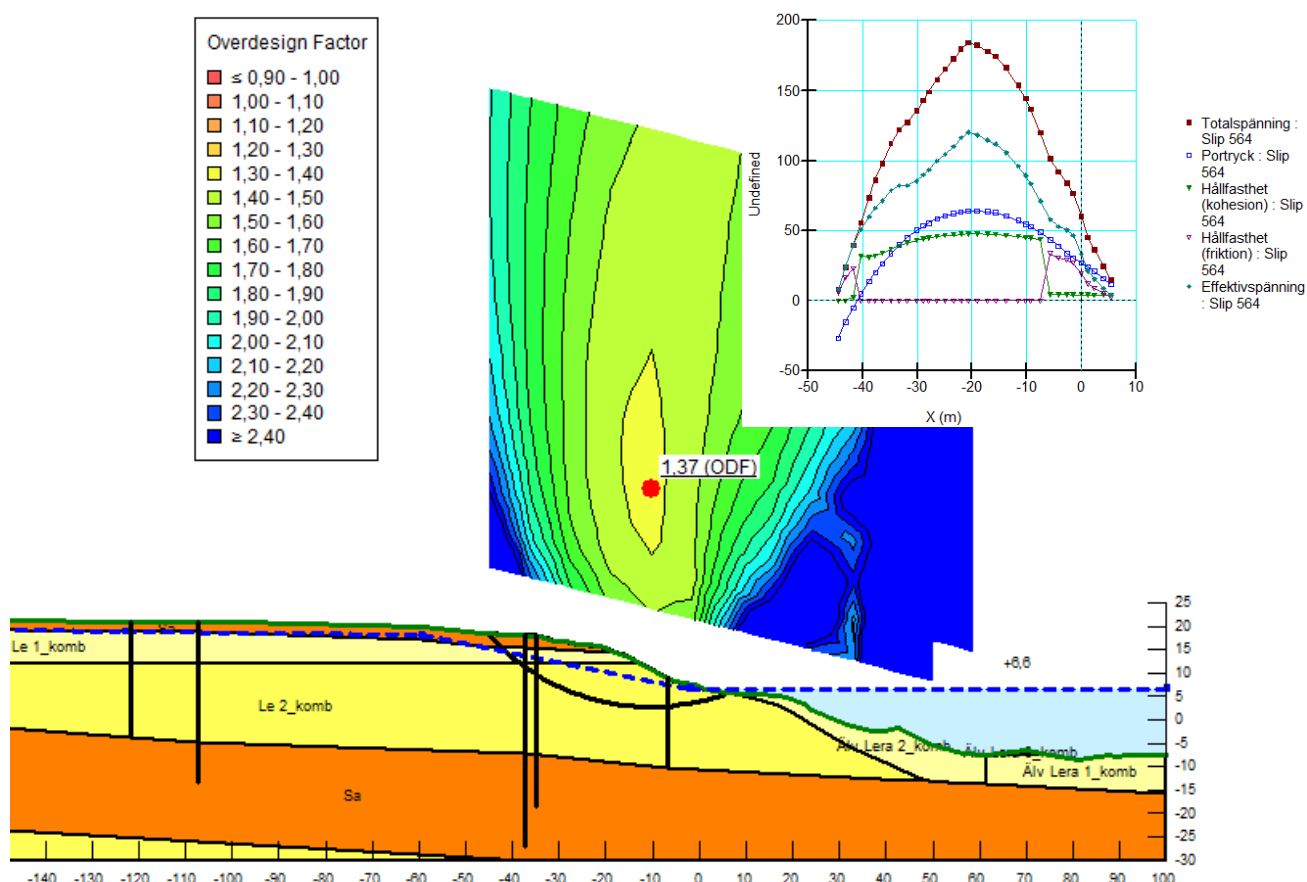 Overdesign Factor
≤ 0,90 - 1,00
1,00 - 1,10
1,10 - 1,20
1,20 - 1,30
1,30 - 1,40
1,40 - 1,50
1,50 - 1,60
1,60 - 1,70
1,70 - 1,80
1,80 - 1,90
1,90 - 2,00
2,00 - 2,10
2,10 - 2,20
2,20 - 2,30
2,30 - 2,40
≥ 2,40
200
150
100
50
0
-50
Undefined
-50 -40 -30 -20 -10 0 10
X (m)
Totalspänning :
Slip 564
Portryck : Slip
564
Hållfasthet
(kohesion) : Slip
564
Hållfasthet
(friktion) : Slip
564
Effektivspänning
: Slip 564
1,37 (ODF)
+6,6
Le 1_komb
Le 2_komb
Sa
Älv Lera 2_komb
Älv Lera 1_komb
25
20
15
10
5
0
-5
-10
-15
-20
-25
-30
-140 -130 -120 -110 -100 -90 -80 -70 -60 -50 -40 -30 -20 -10 0 10 20 30 40 50 60 70 80 90 100